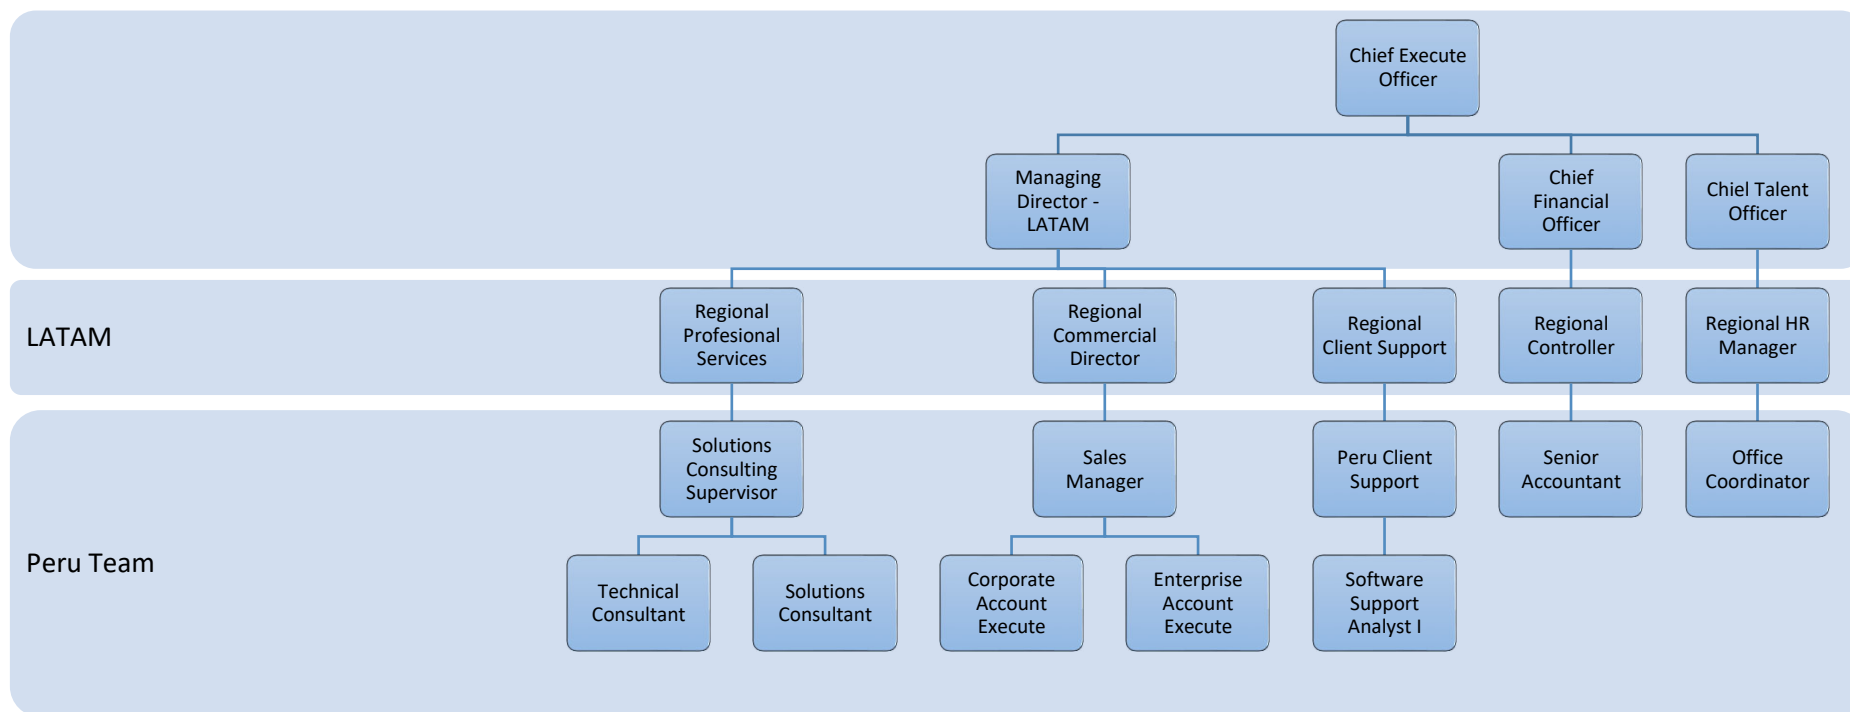 Chief Execute
Officer
Managing
Director -
LATAM
Chief
Financial
Officer
Chiel Talent
Officer
LATAM
Regional
Profesional
Services
Regional
Commercial
Director
Regional
Client Support
Regional
Controller
Regional HR
Manager
Peru Team
Solutions
Consulting
Supervisor
Sales
Manager
Peru Client
Support
Senior
Accountant
Office
Coordinator
Technical
Consultant
Solutions
Consultant
Corporate
Account
Execute
Enterprise
Account
Execute
Software
Support
Analyst I